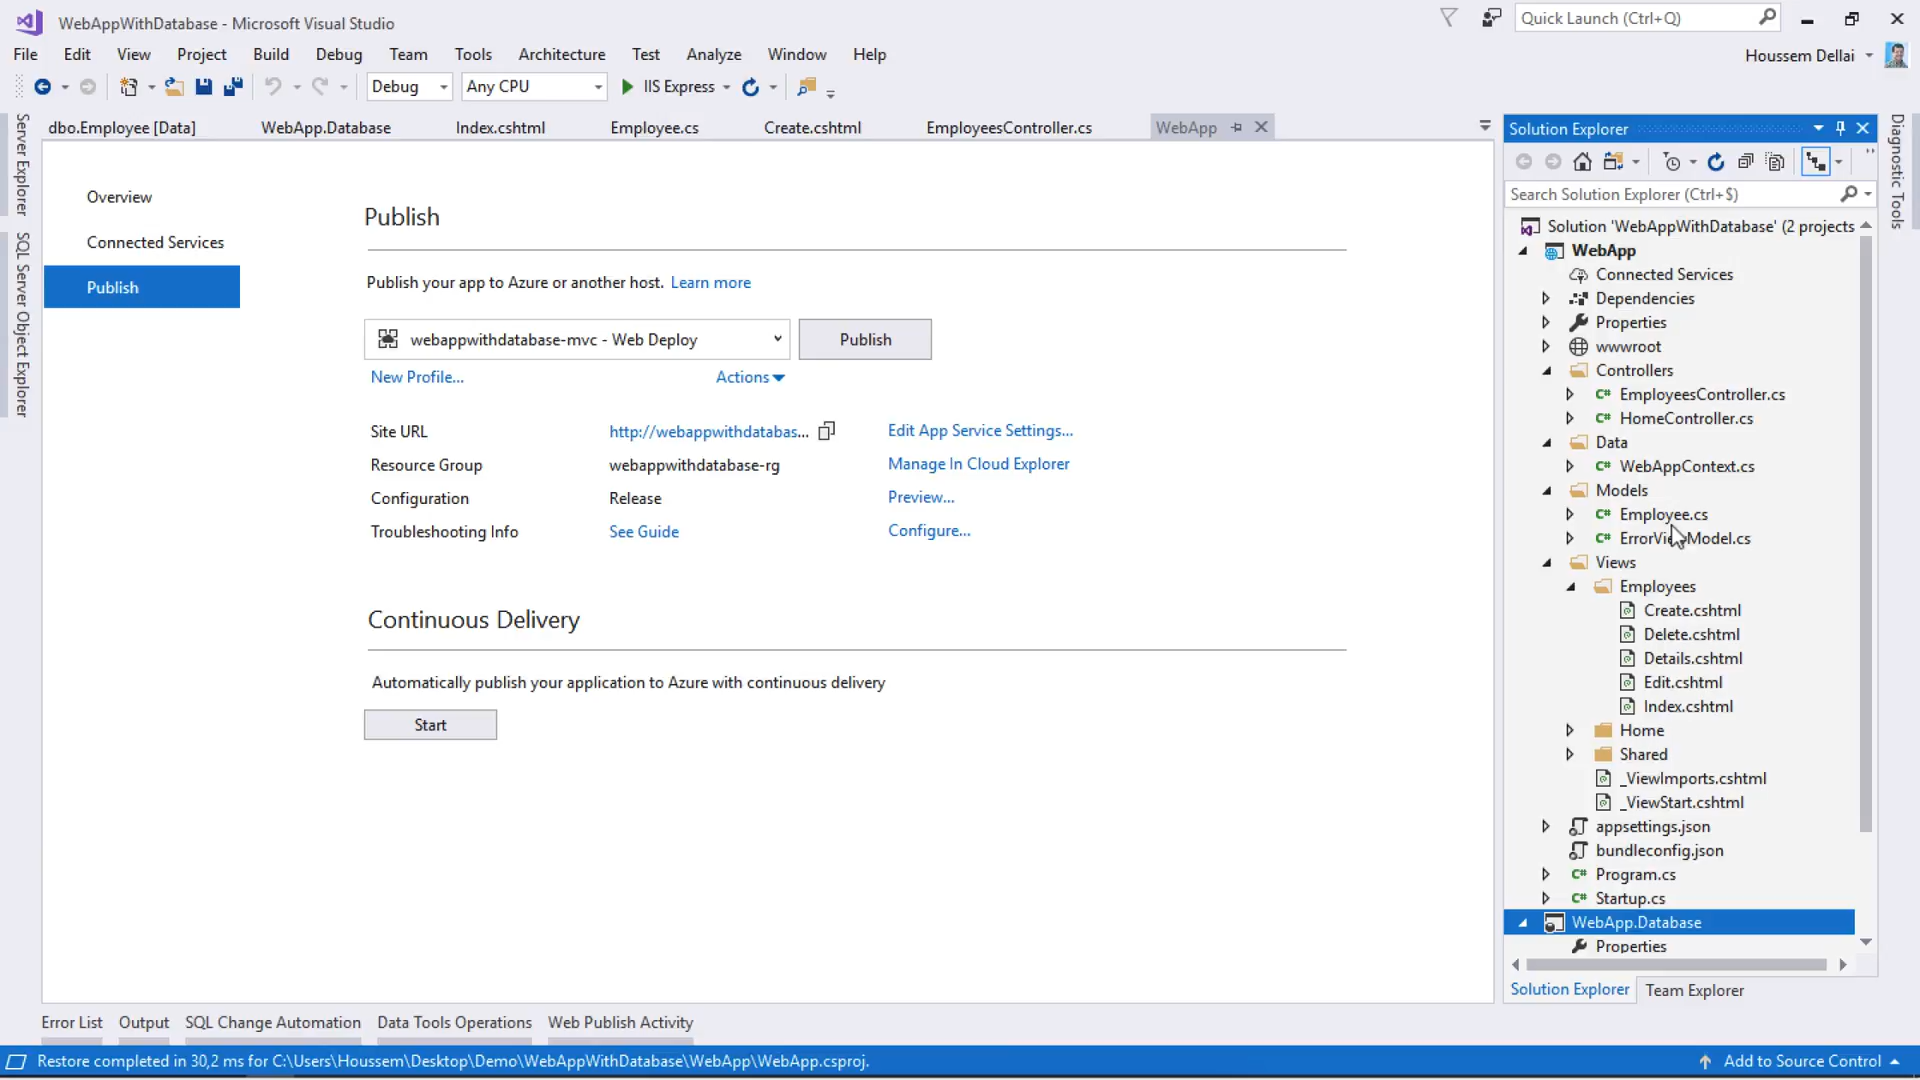 WebAppWithDatabase - Microsoft Visual Studio
Quick Launch (Ctrl+Q)
File Edit View Project Build Debug Team Tools Architecture Test Analyze Window Help
Houssem Dellai
Debug Any CPU IIS Express
dbo.Employee [Data] WebApp.Database Index.cshtml Employee.cs Create.cshtml EmployeesController.cs WebApp
Server Explorer
SQL Server Object Explorer
Overview
Connected Services
Publish
Publish
Publish your app to Azure or another host. Learn more
webappwithdatabase-mvc - Web Deploy Publish
New Profile... Actions
Site URL http://webappwithdatabas... Edit App Service Settings...
Resource Group webappwithdatabase-rg Manage In Cloud Explorer
Configuration Release Preview...
Troubleshooting Info See Guide Configure...
Continuous Delivery
Automatically publish your application to Azure with continuous delivery
Start
Solution Explorer
Search Solution Explorer (Ctrl+$)
Solution 'WebAppWithDatabase' (2 projects
WebApp
Connected Services
Dependencies
Properties
wwwroot
Controllers
C# EmployeesController.cs
C# HomeController.cs
Data
C# WebAppContext.cs
Models
C# Employee.cs
C# ErrorViewModel.cs
Views
Employees
Create.cshtml
Delete.cshtml
Details.cshtml
Edit.cshtml
Index.cshtml
Home
Shared
_ViewImports.cshtml
_ViewStart.cshtml
appsettings.json
bundleconfig.json
C# Program.cs
C# Startup.cs
WebApp.Database
Properties
Solution Explorer Team Explorer
Diagnostic Tools
Error List Output SQL Change Automation Data Tools Operations Web Publish Activity
Restore completed in 30,2 ms for C:\Users\Houssem\Desktop\Demo\WebAppWithDatabase\WebApp\WebApp.csproj.
Add to Source Control